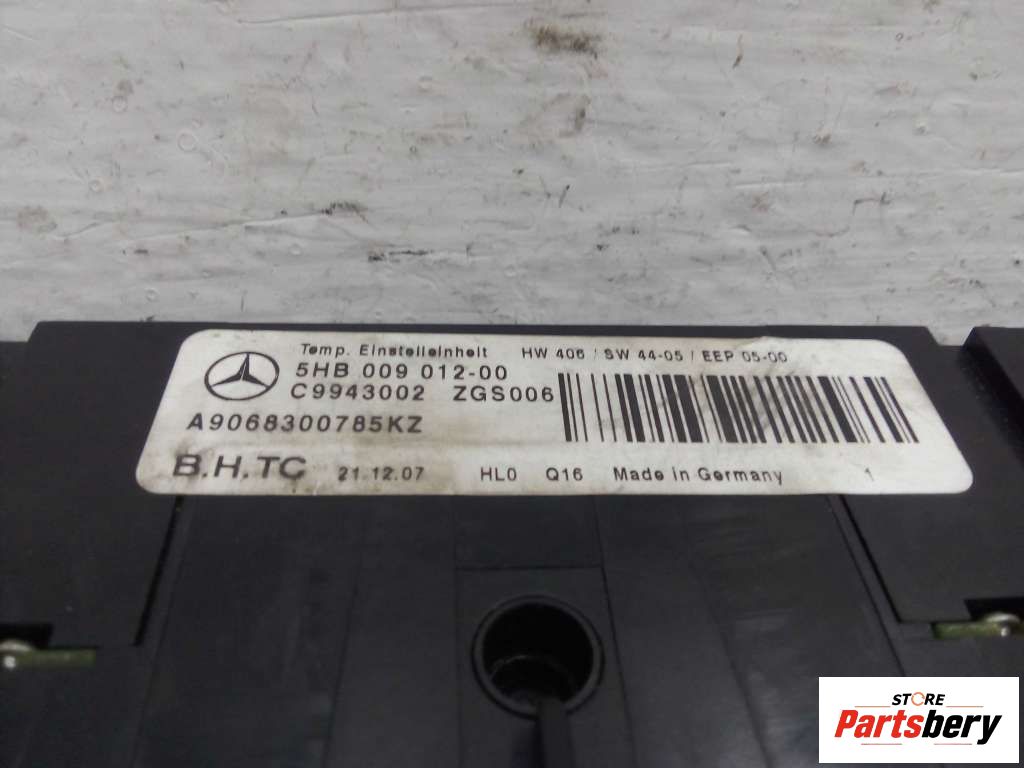 Temp. Einstelleinheit HW 406 / SW 44-05 / EEP 05-00
5HB 009 012-00
C9943002 ZGS006
A9068300785KZ
B.H.TC 21.12.07 HL0 Q16 Made in Germany 1
STORE
Partsbery